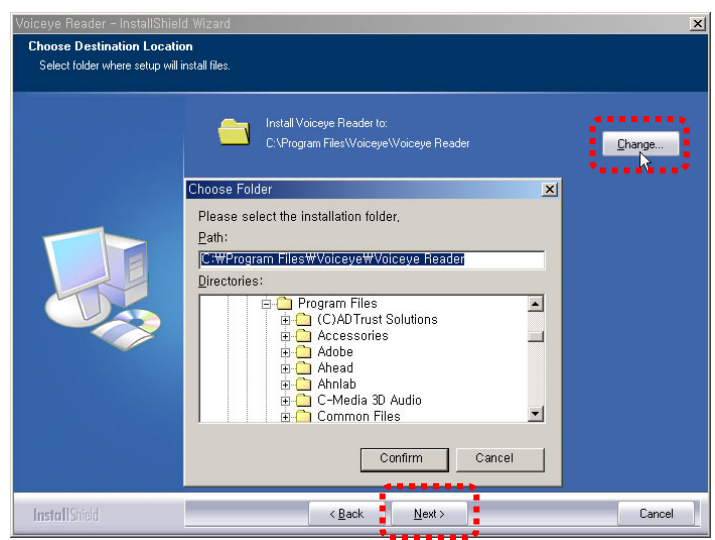 Voiceye Reader - InstallShield Wizard
Choose Destination Location
Select folder where setup will install files.
Install Voiceye Reader to:
C:\Program Files\Voiceye\Voiceye Reader
Change...
Choose Folder
Please select the installation folder,
Path:
C:₩Program Files₩Voiceye₩Voiceye Reader
Directories:
Program Files
(C)ADTrust Solutions
Accessories
Adobe
Ahead
Ahnlab
C-Media 3D Audio
Common Files
Confirm Cancel
InstallShield < Back Next > Cancel